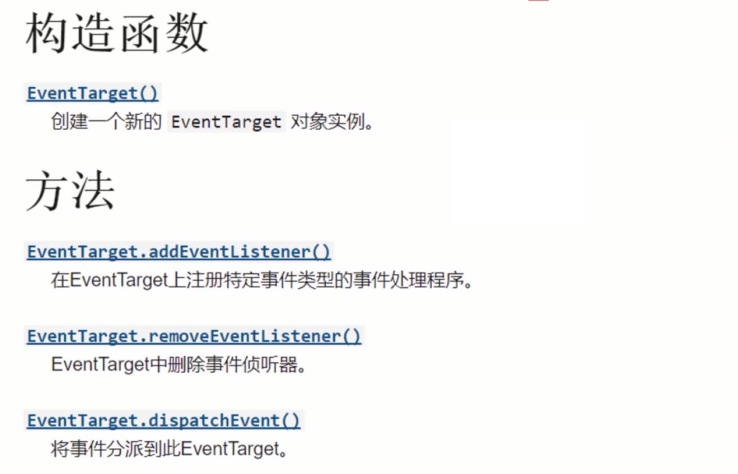 构造函数
EventTarget()
创建一个新的 EventTarget 对象实例。
方法
EventTarget.addEventListener()
在EventTarget上注册特定事件类型的事件处理程序。
EventTarget.removeEventListener()
EventTarget中删除事件侦听器。
EventTarget.dispatchEvent()
将事件分派到此EventTarget。